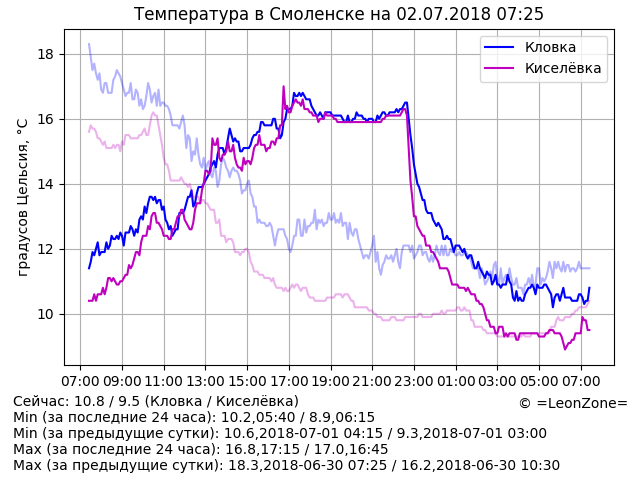 Температура в Смоленске на 02.07.2018 07:25
Кловка
Киселёвка
градусов Цельсия, °C
18
16
14
12
10
07:00 09:00 11:00 13:00 15:00 17:00 19:00 21:00 23:00 01:00 03:00 05:00 07:00
Сейчас: 10.8 / 9.5 (Кловка / Киселёвка)
© =LeonZone=
Min (за последние 24 часа): 10.2,05:40 / 8.9,06:15
Min (за предыдущие сутки): 10.6,2018-07-01 04:15 / 9.3,2018-07-01 03:00
Max (за последние 24 часа): 16.8,17:15 / 17.0,16:45
Max (за предыдущие сутки): 18.3,2018-06-30 07:25 / 16.2,2018-06-30 10:30